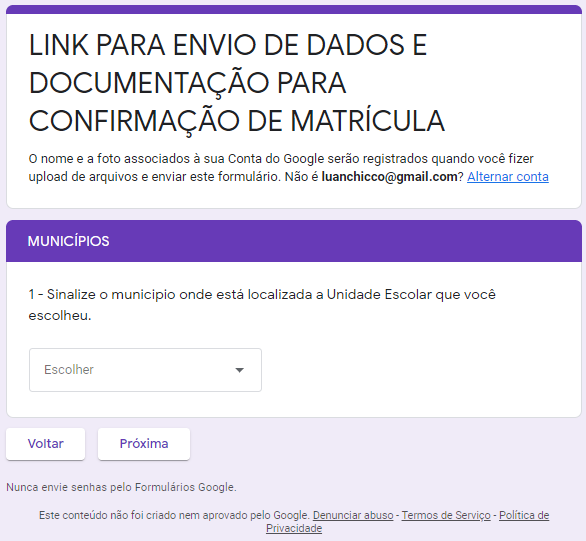 LINK PARA ENVIO DE DADOS E
DOCUMENTAÇÃO PARA
CONFIRMAÇÃO DE MATRÍCULA
O nome e a foto associados à sua Conta do Google serão registrados quando você fizer
upload de arquivos e enviar este formulário. Não é luanchicco@gmail.com? Alternar conta
MUNICÍPIOS
1 - Sinalize o municipio onde está localizada a Unidade Escolar que você
escolheu.
Escolher
Voltar Próxima
Nunca envie senhas pelo Formulários Google.
Este conteúdo não foi criado nem aprovado pelo Google. Denunciar abuso - Termos de Serviço - Política de
Privacidade